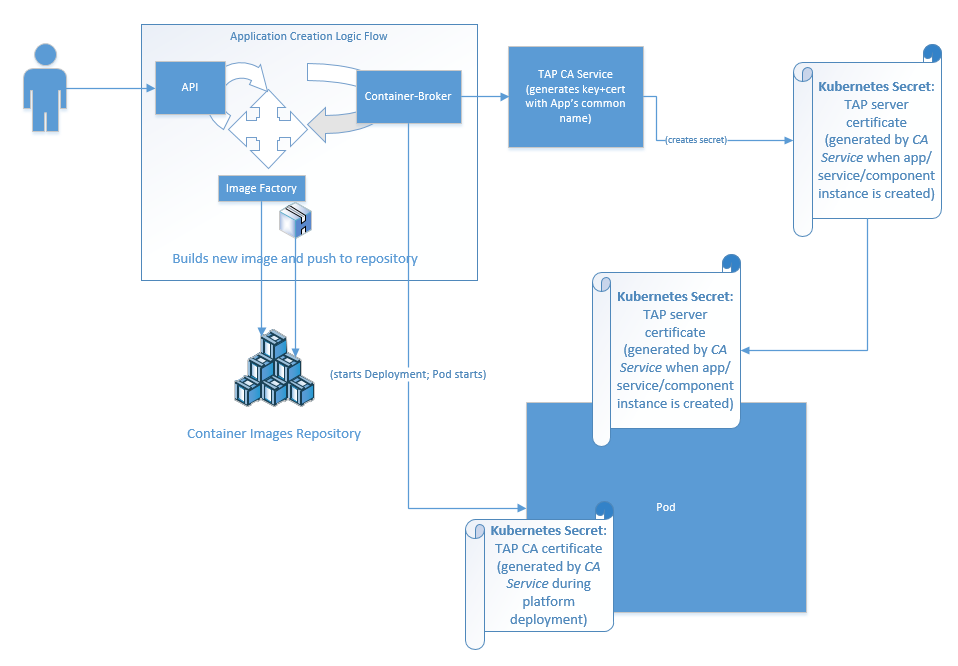 Application Creation Logic Flow
API
Container-Broker
TAP CA Service
(generates key+cert
with App's common
name)
(creates secret)
Kubernetes Secret:
TAP server
certificate
(generated by CA
Service when app/
service/component
instance is created)
Image Factory
Builds new image and push to repository
Kubernetes Secret:
TAP server
certificate
(generated by CA
Service when app/
service/component
instance is created)
(starts Deployment; Pod starts)
Container Images Repository
Pod
Kubernetes Secret:
TAP CA certificate
(generated by CA
Service during
platform
deployment)